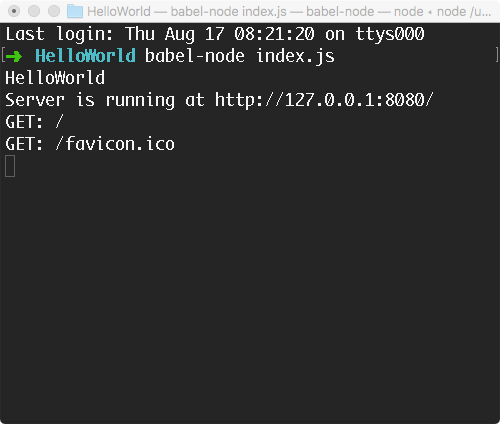 HelloWorld — babel-node index.js — babel-node — node ◂ node /u...
Last login: Thu Aug 17 08:21:20 on ttys000
[➜ HelloWorld babel-node index.js ]
HelloWorld
Server is running at http://127.0.0.1:8080/
GET: /
GET: /favicon.ico